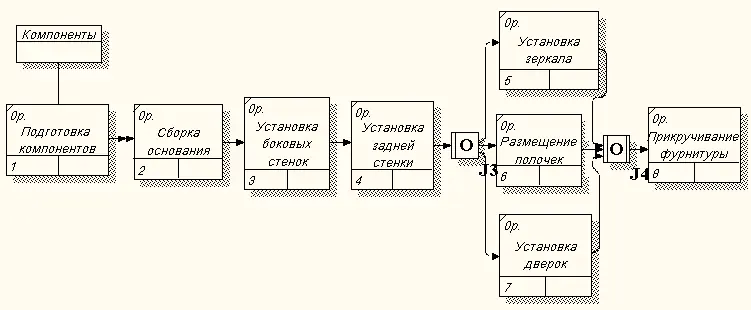 Компоненты
0р.
Подготовка
компонентов
1
0р.
Сборка
основания
2
0р.
Установка
боковых
стенок
3
0р.
Установка
задней
стенки
4
O
J3
0р.
Установка
зеркала
5
0р.
Размещение
полочек
6
0р.
Установка
дверок
7
O
J4
0р.
Прикручивание
фурнитуры
8